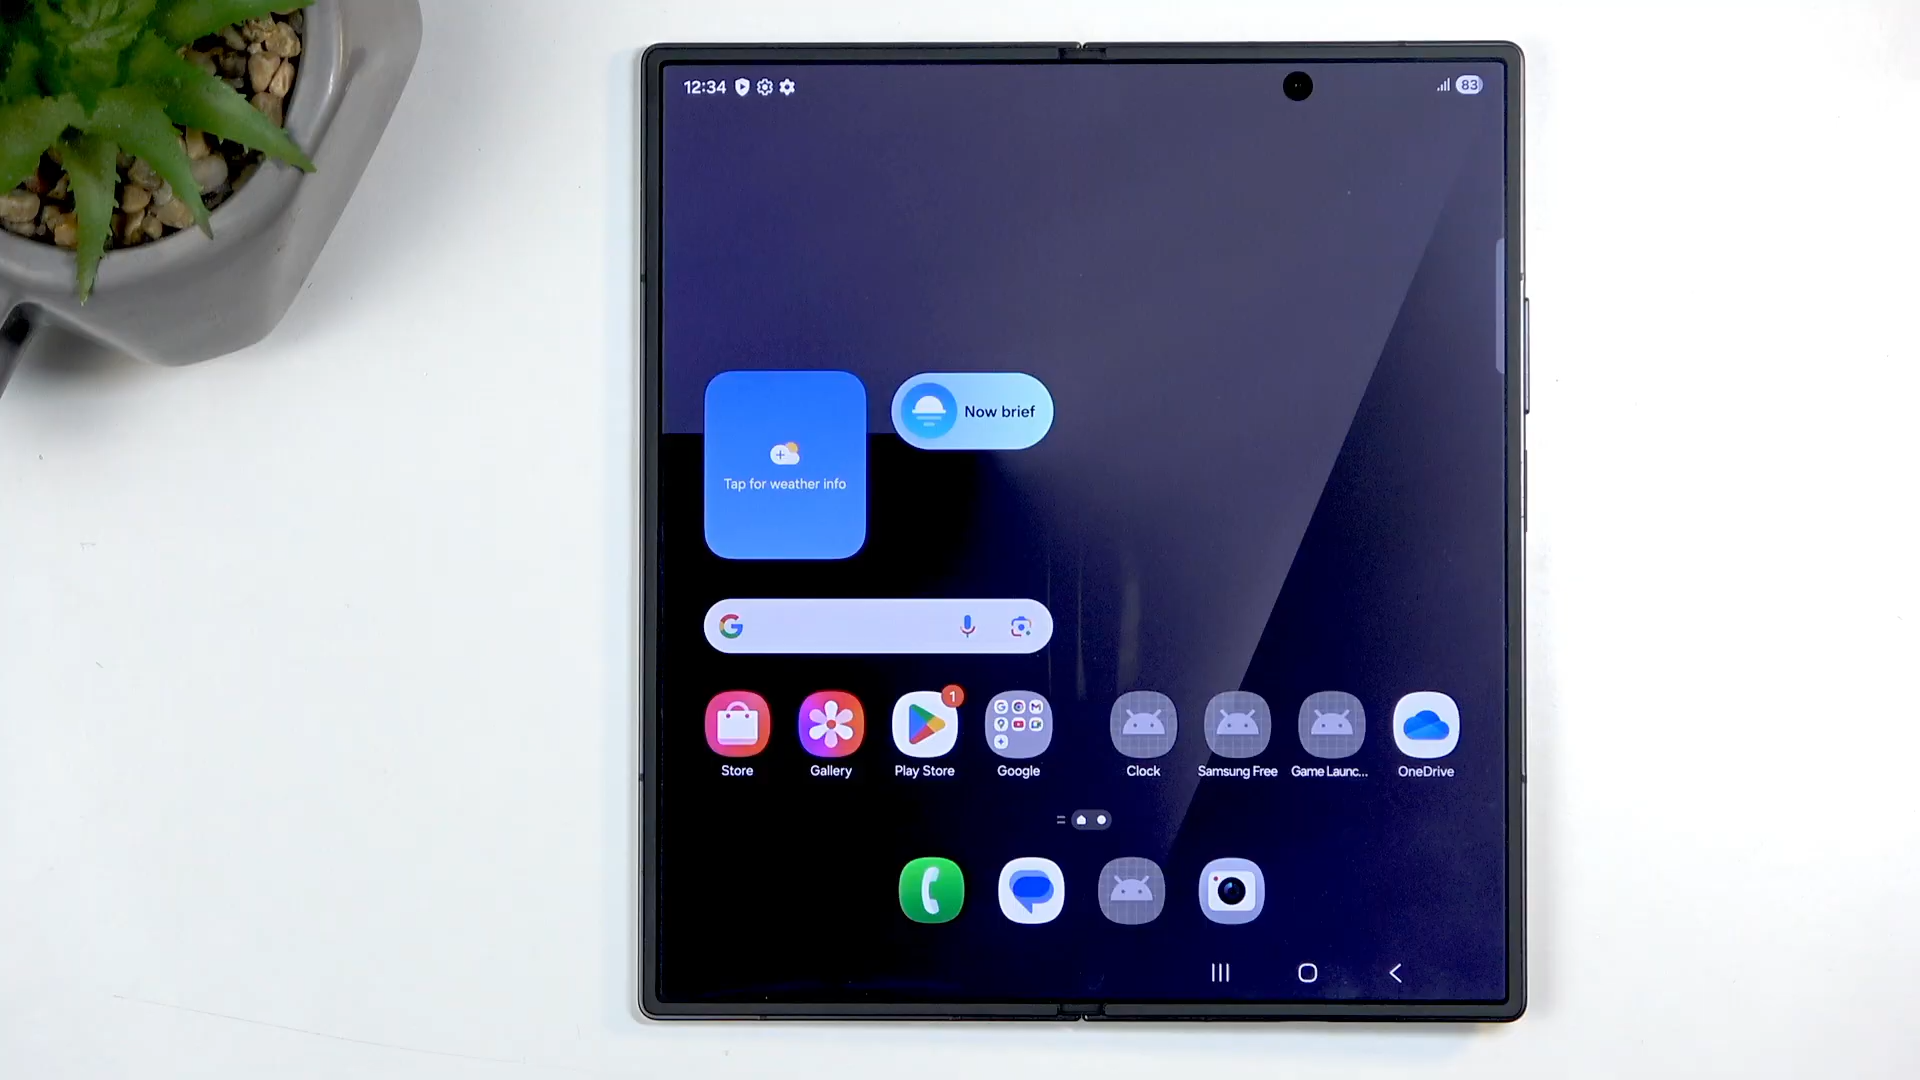 12:34
83
Now brief
Tap for weather info
1
Store
Gallery
Play Store
Google
Clock
Samsung Free
Game Launc...
OneDrive